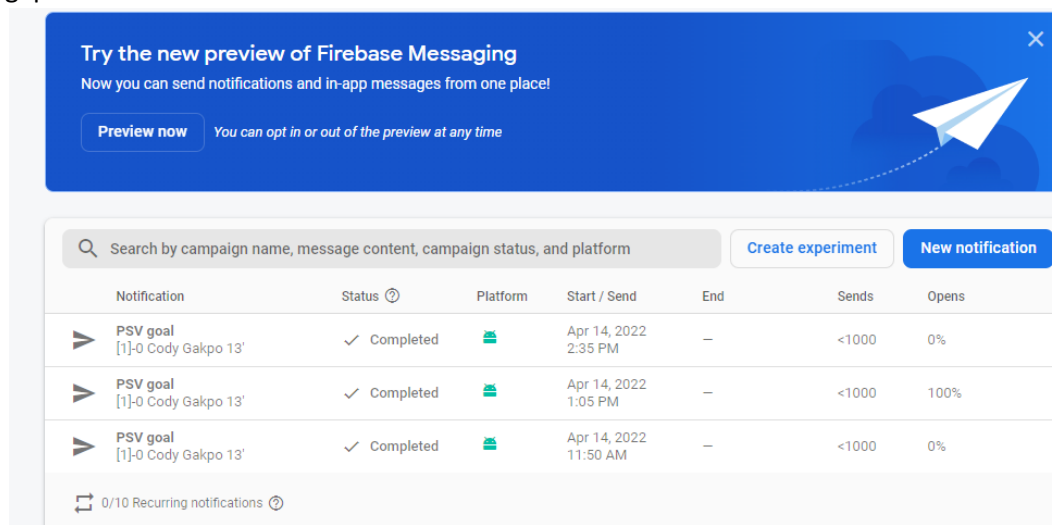 Try the new preview of Firebase Messaging
Now you can send notifications and in-app messages from one place!
Preview now You can opt in or out of the preview at any time
Search by campaign name, message content, campaign status, and platform Create experiment New notification
Notification Status Platform Start / Send End Sends Opens
PSV goal
[1]-0 Cody Gakpo 13' Completed Apr 14, 2022 2:35 PM – <1000 0%
PSV goal
[1]-0 Cody Gakpo 13' Completed Apr 14, 2022 1:05 PM – <1000 100%
PSV goal
[1]-0 Cody Gakpo 13' Completed Apr 14, 2022 11:50 AM – <1000 0%
0/10 Recurring notifications